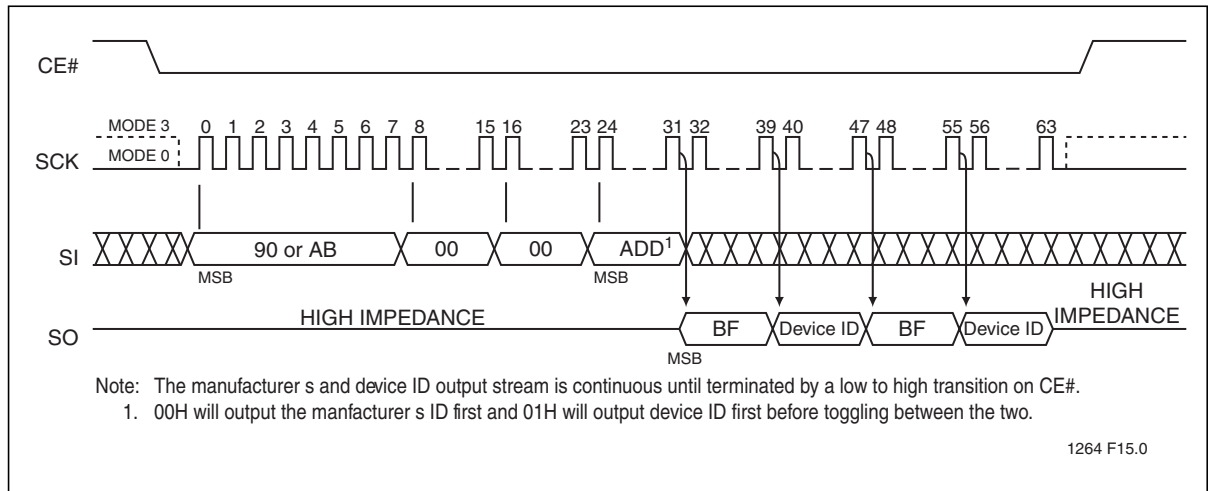 CE#
MODE 3 0 1 2 3 4 5 6 7 8 15 16 23 24 31 32 39 40 47 48 55 56 63
SCK MODE 0
SI 90 or AB 00 00 ADD1
MSB MSB
HIGH IMPEDANCE
SO HIGH IMPEDANCE BF Device ID BF Device ID
MSB
Note: The manufacturer s and device ID output stream is continuous until terminated by a low to high transition on CE#.
1. 00H will output the manfacturer s ID first and 01H will output device ID first before toggling between the two.
1264 F15.0